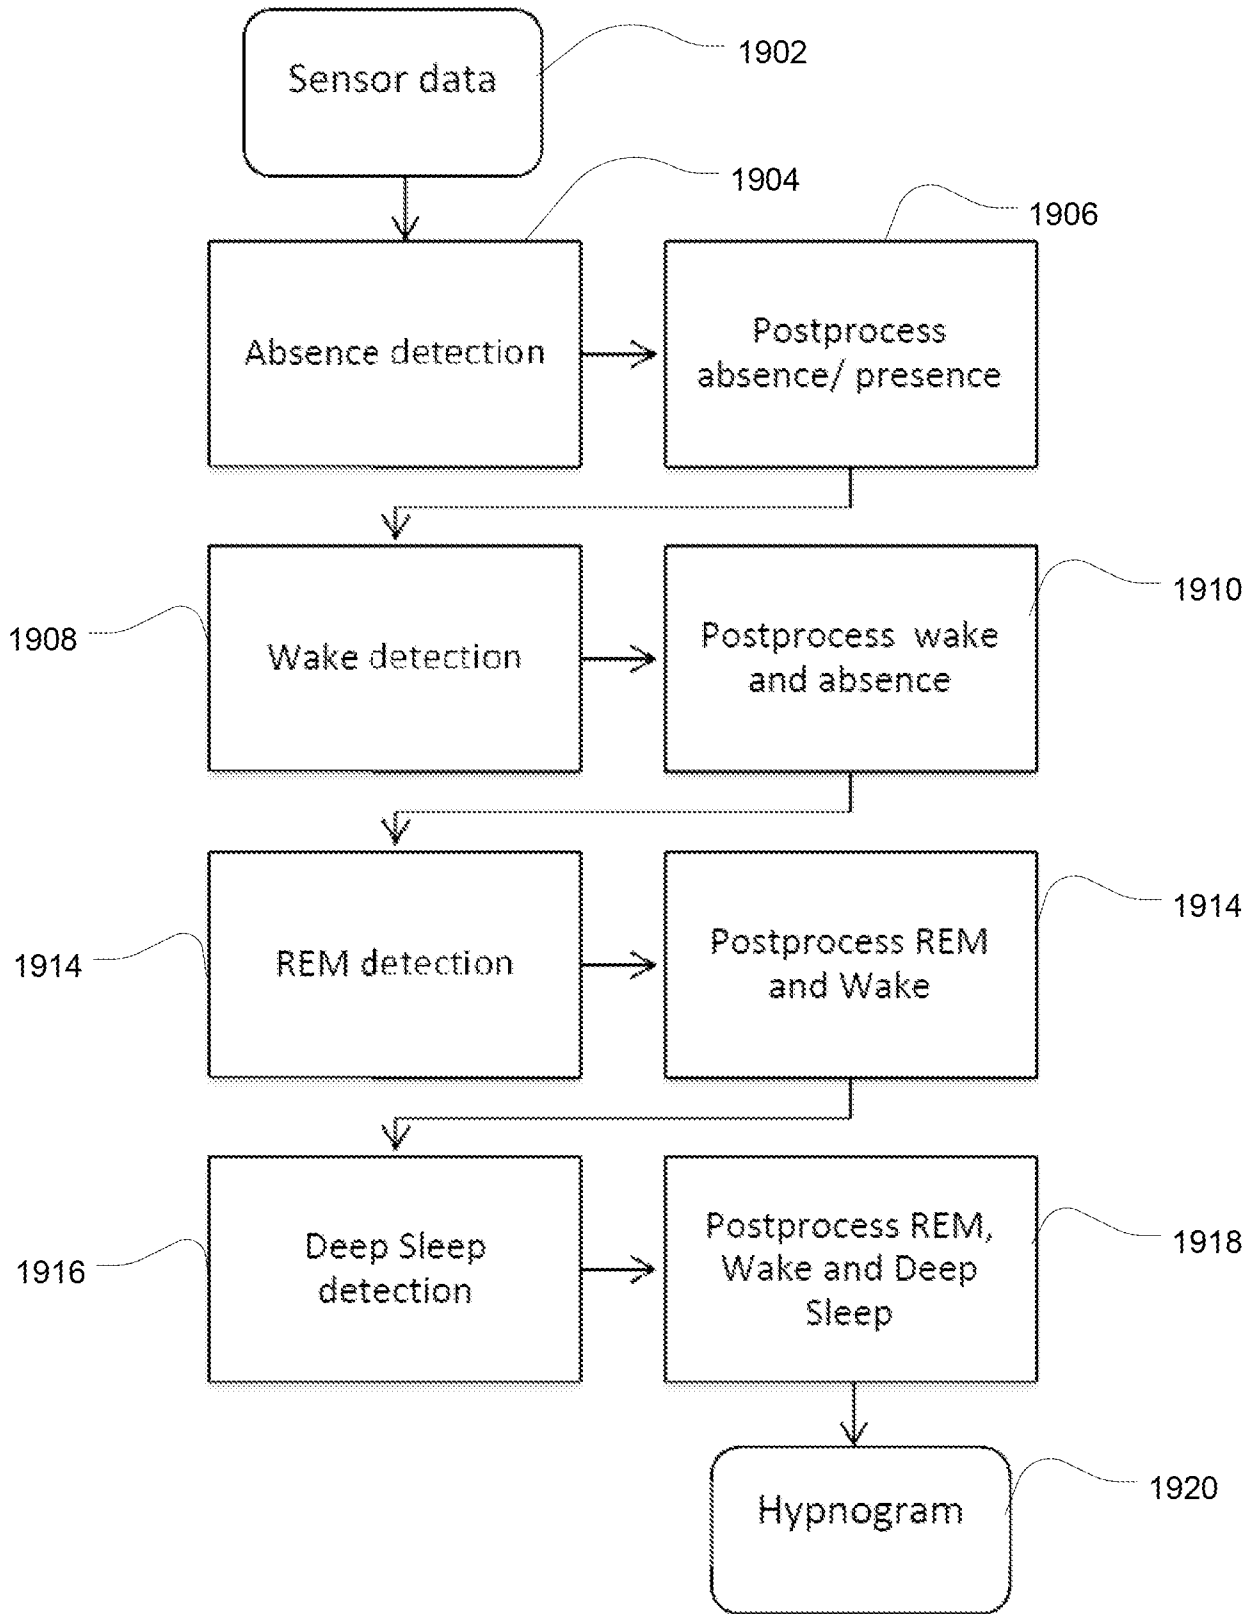 Sensor data
1902
1904
1906
Absence detection
Postprocess
absence/ presence
1908
Wake detection
Postprocess wake
and absence
1910
1914
REM detection
Postprocess REM
and Wake
1914
1916
Deep Sleep
detection
Postprocess REM,
Wake and Deep
Sleep
1918
Hypnogram
1920